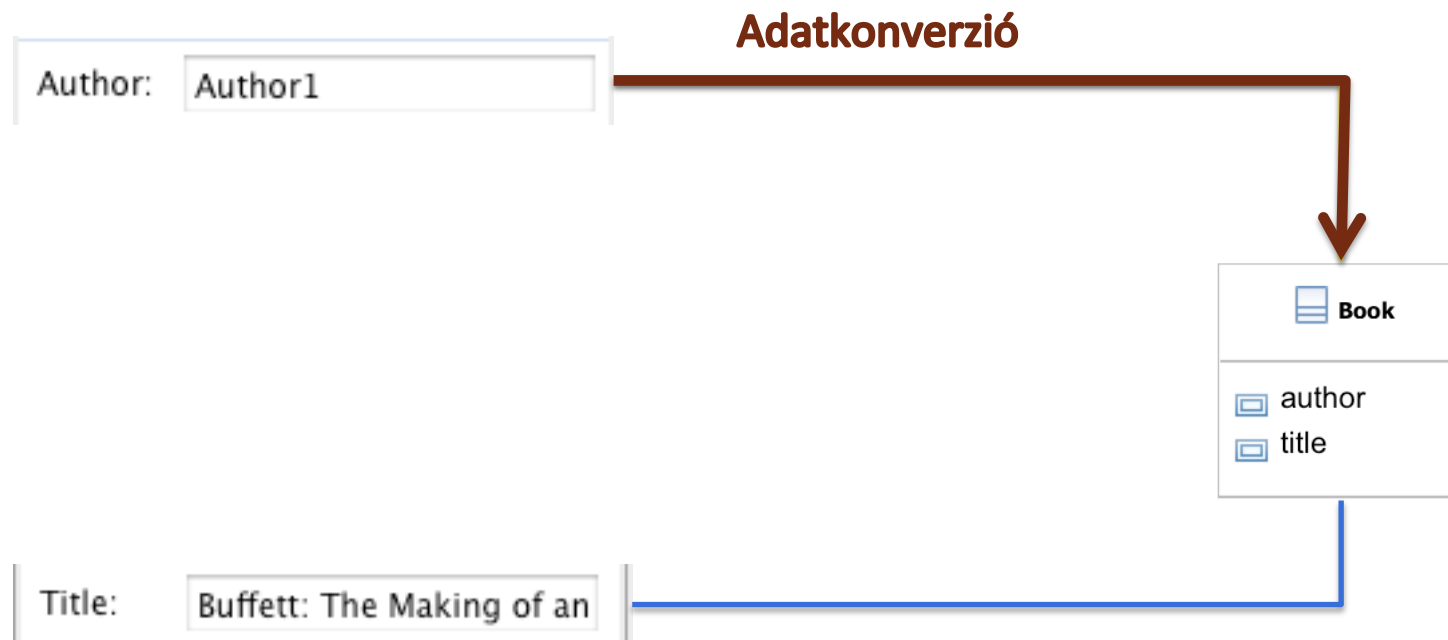 Adatkonverzió
Author: Author1
Book
author
title
Title: Buffett: The Making of an